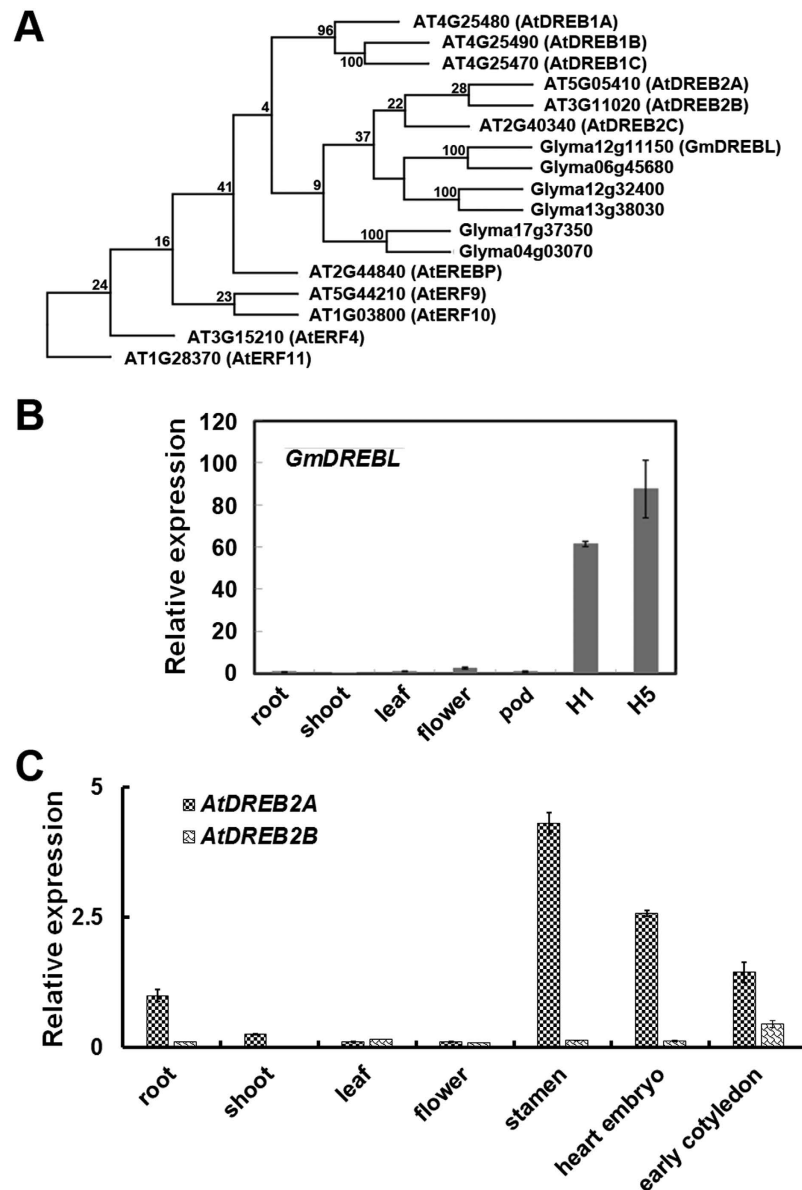 A
96
AT4G25480 (AtDREB1A)
AT4G25490 (AtDREB1B)
100
AT4G25470 (AtDREB1C)
4
28
AT5G05410 (AtDREB2A)
22
AT3G11020 (AtDREB2B)
37
AT2G40340 (AtDREB2C)
100
Glyma12g11150 (GmDREBL)
Glyma06g45680
9
100
Glyma12g32400
Glyma13g38030
41
100
Glyma17g37350
Glyma04g03070
16
AT2G44840 (AtEREBP)
24
23
AT5G44210 (AtERF9)
AT1G03800 (AtERF10)
AT3G15210 (AtERF4)
AT1G28370 (AtERF11)
B
Relative expression
120
100
80
60
40
20
0
GmDREBL
root
shoot
leaf
flower
pod
H1
H5
C
Relative expression
5
2.5
0
AtDREB2A
AtDREB2B
root
shoot
leaf
flower
stamen
heart embryo
early cotyledon